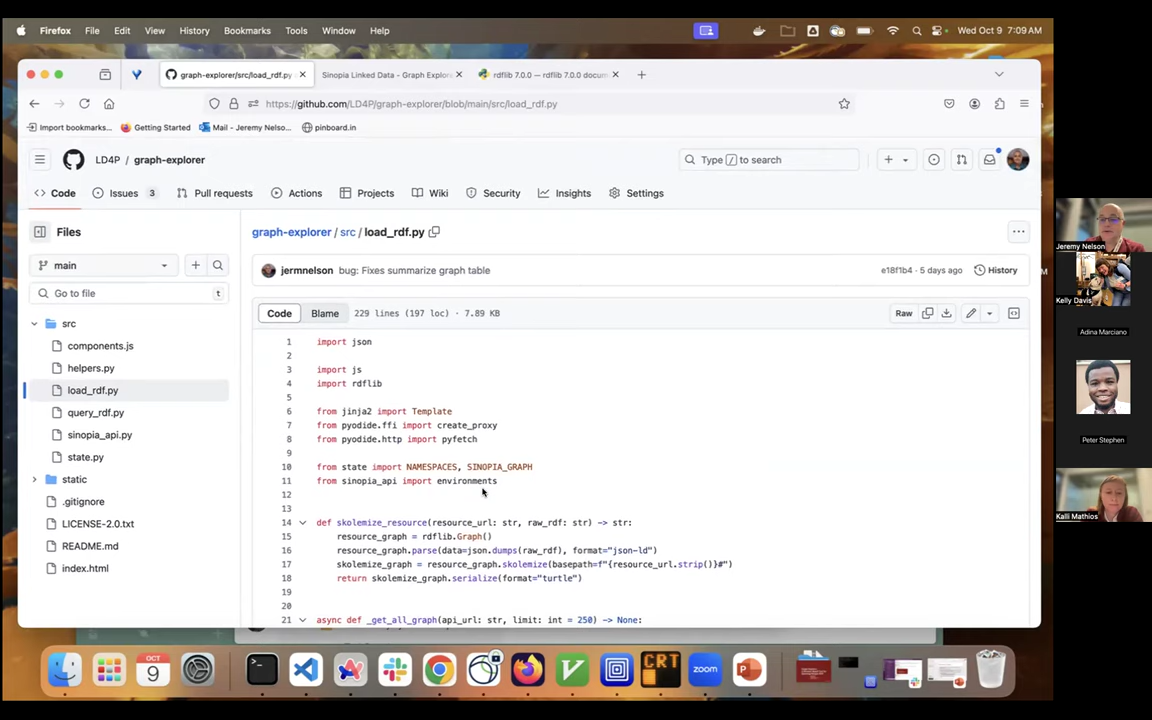 Firefox File Edit View History Bookmarks Tools Window Help Wed Oct 9 7:09 AM
graph-explorer/src/load_rdf.py Sinopia Linked Data - Graph Explor rdflib 7.0.0 — rdflib 7.0.0 docum
https://github.com/LD4P/graph-explorer/blob/main/src/load_rdf.py
Import bookmarks... Getting Started Mail - Jeremy Nelso... pinboard.in
LD4P / graph-explorer Type / to search
Code Issues 3 Pull requests Actions Projects Wiki Security Insights Settings
Files
main
Go to file t
src
components.js
helpers.py
load_rdf.py
query_rdf.py
sinopia_api.py
state.py
static
.gitignore
LICENSE-2.0.txt
README.md
index.html
graph-explorer / src / load_rdf.py
jermnelson bug: Fixes summarize graph table e18f1b4 · 5 days ago History
Code Blame 229 lines (197 loc) · 7.89 KB Raw
1 import json
2
3 import js
4 import rdflib
5
6 from jinja2 import Template
7 from pyodide.ffi import create_proxy
8 from pyodide.http import pyfetch
9
10 from state import NAMESPACES, SINOPIA_GRAPH
11 from sinopia_api import environments
12
13
14 def skolemize_resource(resource_url: str, raw_rdf: str) -> str:
15 resource_graph = rdflib.Graph()
16 resource_graph.parse(data=json.dumps(raw_rdf), format="json-ld")
17 skolemize_graph = resource_graph.skolemize(basepath=f"{resource_url.strip()}#")
18 return skolemize_graph.serialize(format="turtle")
19
20
21 async def _get_all_graph(api_url: str, limit: int = 250) -> None:
OCT
9
CRT
zoom
Jeremy Nelson
Kelly Davis
Adina Marciano
Peter Stephen
Kalli Mathios